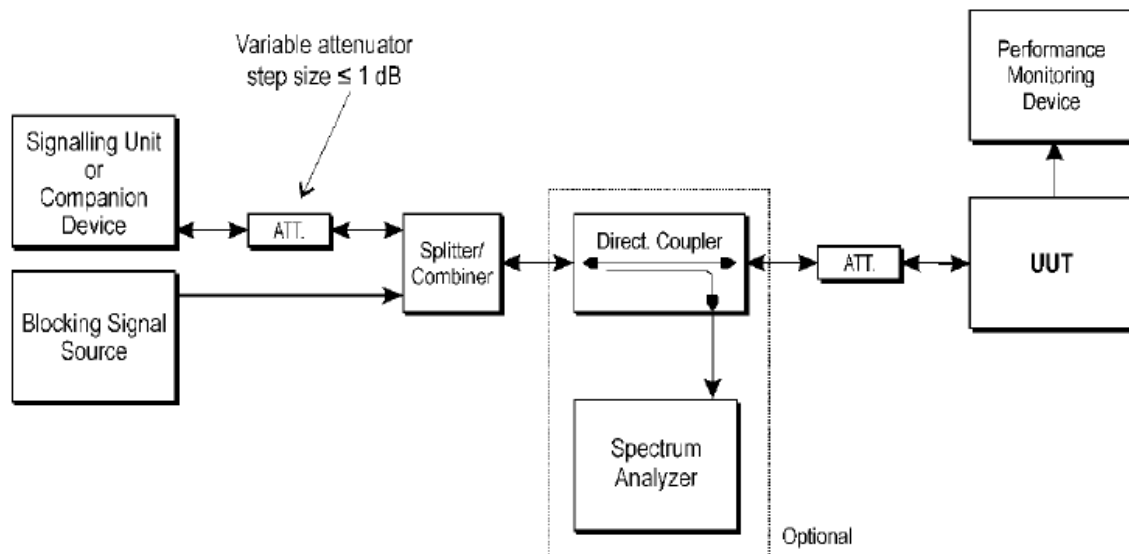 Variable attenuator
step size ≤ 1 dB
Performance
Monitoring
Device
Signalling Unit
or
Companion
Device
ATT.
Splitter/
Combiner
Direct. Coupler
ATT.
UUT
Blocking Signal
Source
Spectrum
Analyzer
Optional